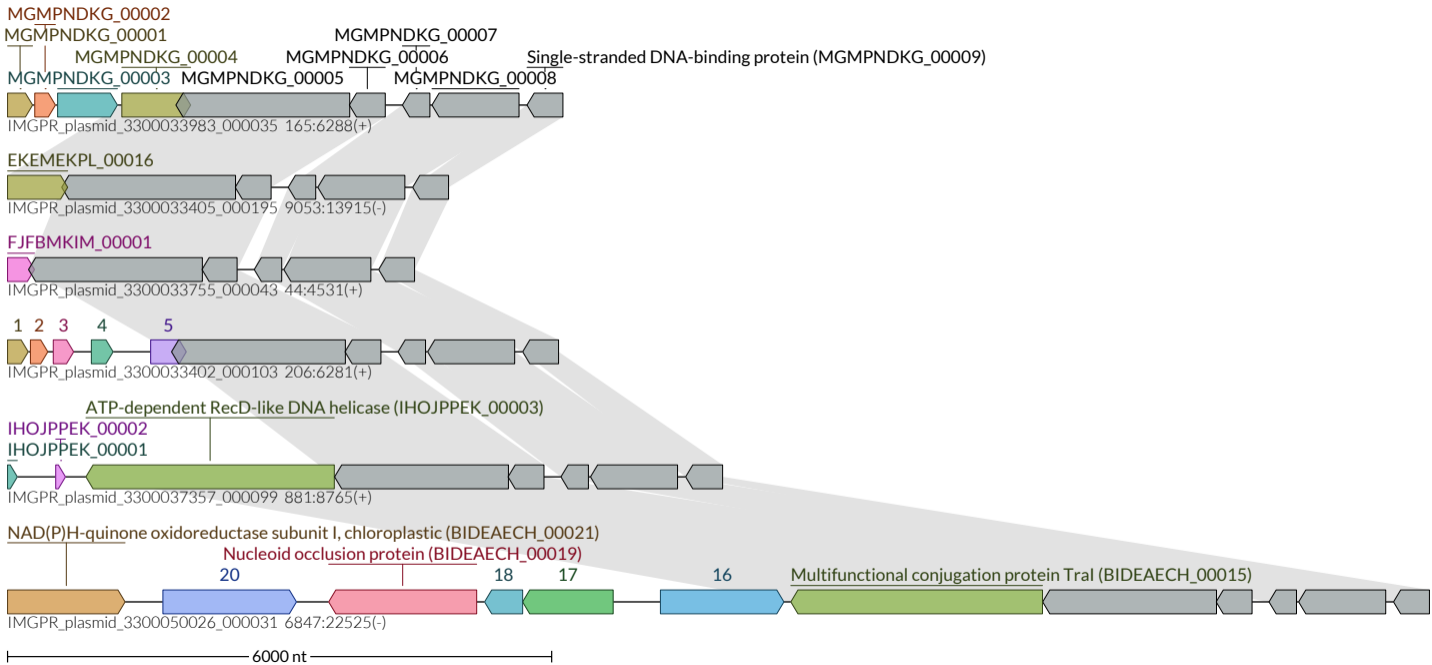 MGMPNDKG_00002
MGMPNDKG_00001 MGMPNDKG_00007
MGMPNDKG_00004 MGMPNDKG_00006 Single-stranded DNA-binding protein (MGMPNDKG_00009)
MGMPNDKG_00003 MGMPNDKG_00005 MGMPNDKG_00008
IMGPR_plasmid_3300033983_000035 165:6288(+)
EKEMEKPL_00016
IMGPR_plasmid_3300033405_000195 9053:13915(-)
FJFBMKIM_00001
IMGPR_plasmid_3300033755_000043 44:4531(+)
1 2 3 4 5
IMGPR_plasmid_3300033402_000103 206:6281(+)
ATP-dependent RecD-like DNA helicase (IHOJPPEK_00003)
IHOJPPEK_00002
IHOJPPEK_00001
IMGPR_plasmid_3300037357_000099 881:8765(+)
NAD(P)H-quinone oxidoreductase subunit I, chloroplastic (BIDEAECH_00021)
Nucleoid occlusion protein (BIDEAECH_00019)
20 18 17 16 Multifunctional conjugation protein TraI (BIDEAECH_00015)
IMGPR_plasmid_3300050026_000031 6847:22525(-)
6000 nt